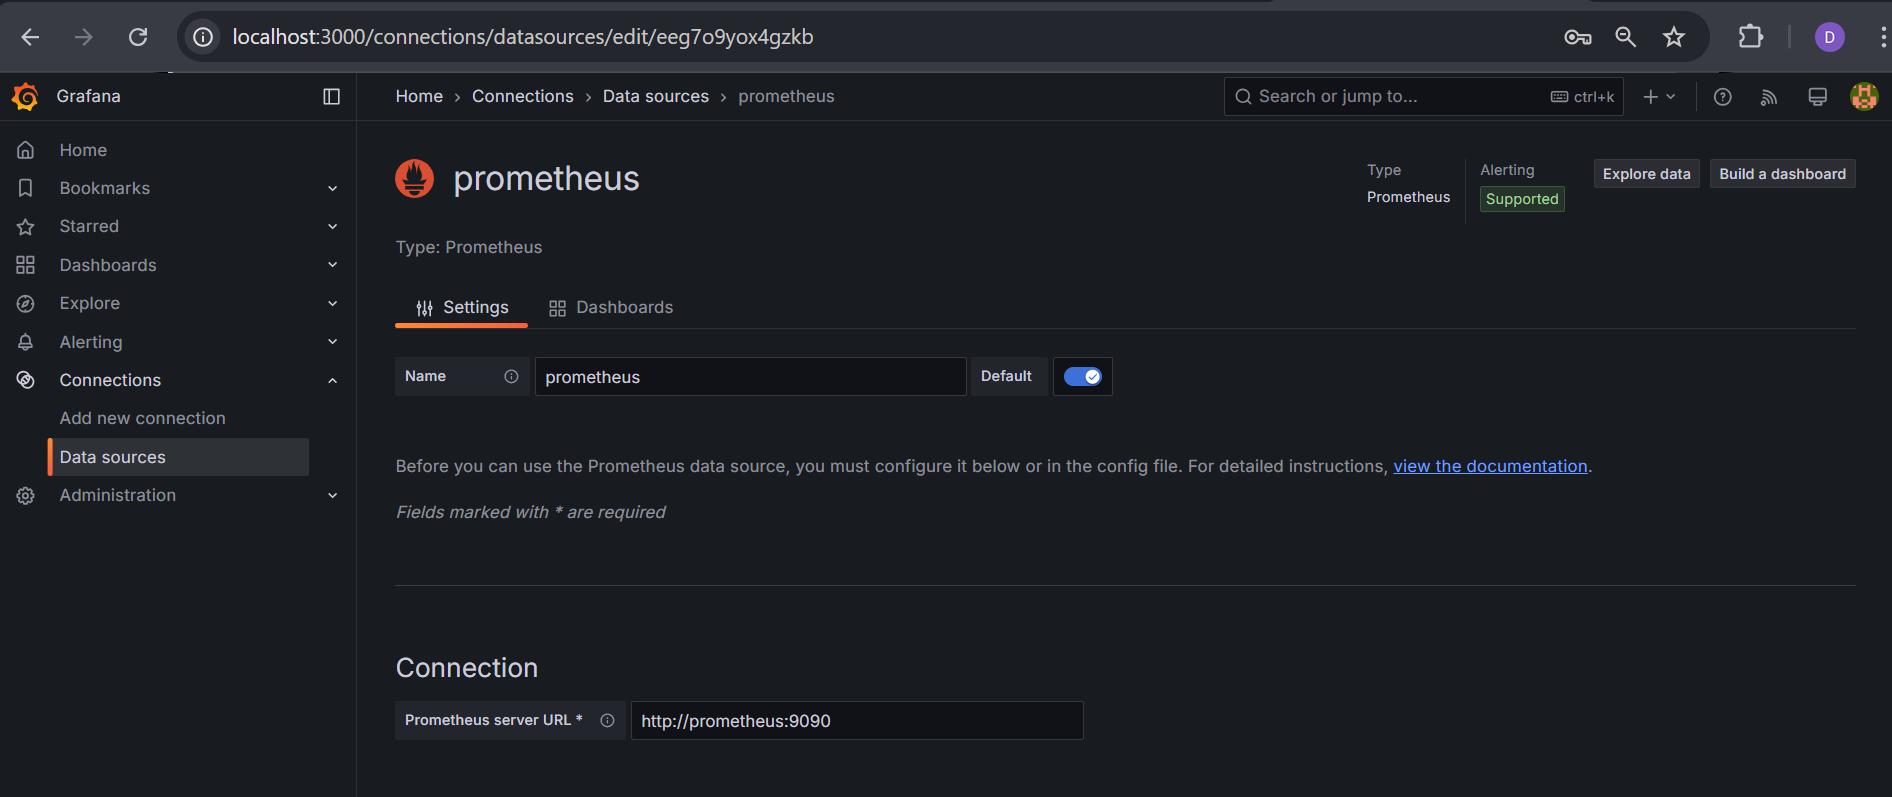 localhost:3000/connections/datasources/edit/eeg7o9yox4gzkb
D
Grafana
Home › Connections › Data sources › prometheus
Search or jump to... ctrl+k
Home
Bookmarks
Starred
Dashboards
Explore
Alerting
Connections
Add new connection
Data sources
Administration
prometheus
Type
Prometheus
Alerting
Supported
Explore data
Build a dashboard
Type: Prometheus
Settings
Dashboards
Name
prometheus
Default
Before you can use the Prometheus data source, you must configure it below or in the config file. For detailed instructions, view the documentation.
Fields marked with * are required
Connection
Prometheus server URL *
http://prometheus:9090